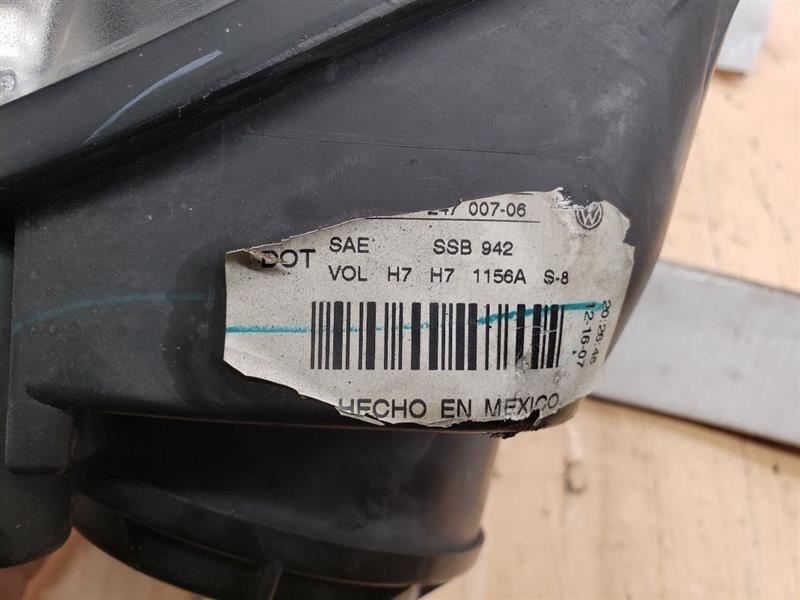 247 007-06
DOT SAE SSB 942
VOL H7 H7 1156A S-8
20:26:46
12-16-07
HECHO EN MEXICO